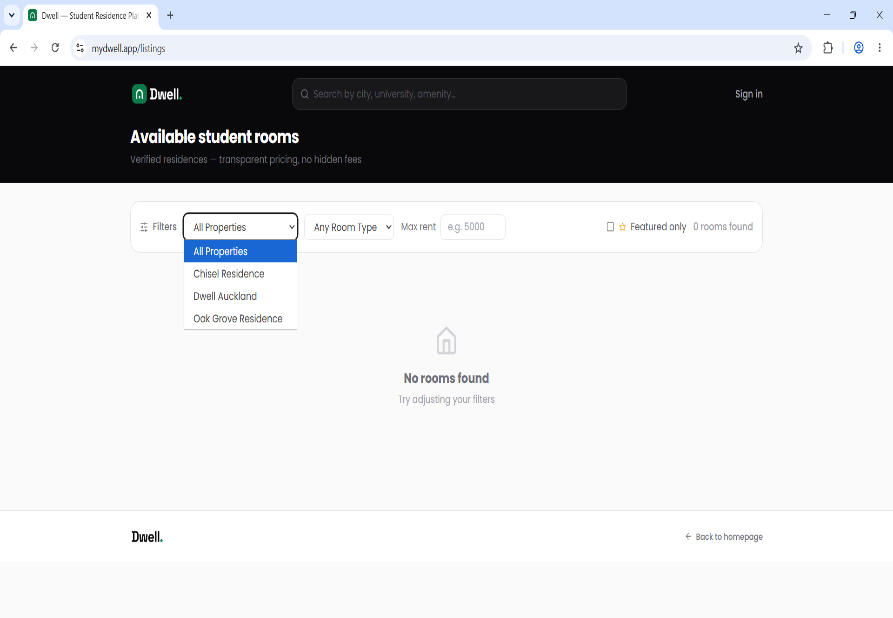 Dwell — Student Residence Pla
mydwell.app/listings
Dwell.
Search by city, university, amenity...
Sign in
Available student rooms
Verified residences — transparent pricing, no hidden fees
Filters
All Properties
Any Room Type
Max rent
e.g. 5000
Featured only
0 rooms found
All Properties
Chisel Residence
Dwell Auckland
Oak Grove Residence
No rooms found
Try adjusting your filters
Dwell.
← Back to homepage